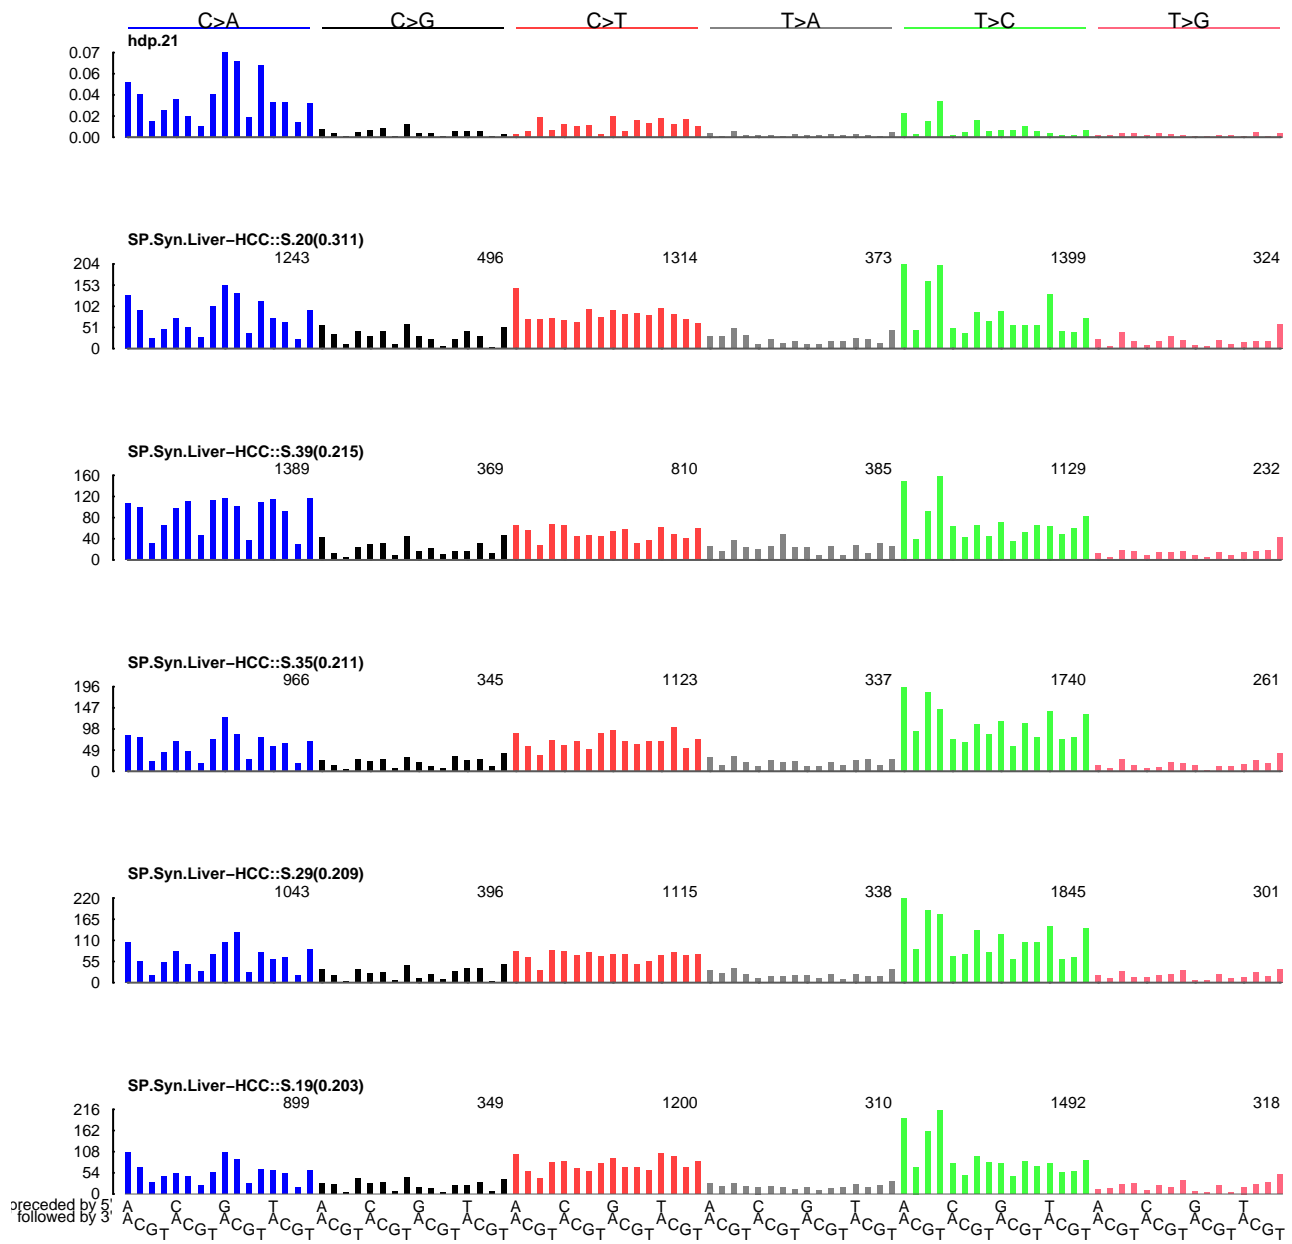 C>A C>G C>T T>A T>C T>G
hdp.21
0.07
0.06
0.04
0.02
0.00
SP.Syn.Liver−HCC::S.20(0.311)
1243 496 1314 373 1399 324
204
153
102
51
0
SP.Syn.Liver−HCC::S.39(0.215)
1389 369 810 385 1129 232
160
120
80
40
0
SP.Syn.Liver−HCC::S.35(0.211)
966 345 1123 337 1740 261
196
147
98
49
0
SP.Syn.Liver−HCC::S.29(0.209)
1043 396 1115 338 1845 301
220
165
110
55
0
SP.Syn.Liver−HCC::S.19(0.203)
899 349 1200 310 1492 318
216
162
108
54
0
preceded by 5' A C G T A C G T A C G T A C G T A C G T A C G T
followed by 3' A C G T A C G T A C G T A C G T A C G T A C G T A C G T A C G T A C G T A C G T A C G T A C G T A C G T A C G T A C G T A C G T A C G T A C G T A C G T A C G T A C G T A C G T A C G T A C G T